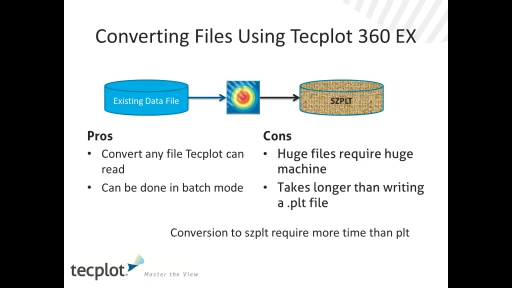 Converting Files Using Tecplot 360 EX
Existing Data File
SZPLT
Pros
• Convert any file Tecplot can
read
• Can be done in batch mode
Cons
• Huge files require huge
machine
• Takes longer than writing
a .plt file
Conversion to szplt require more time than plt
tecplot.
Master the View